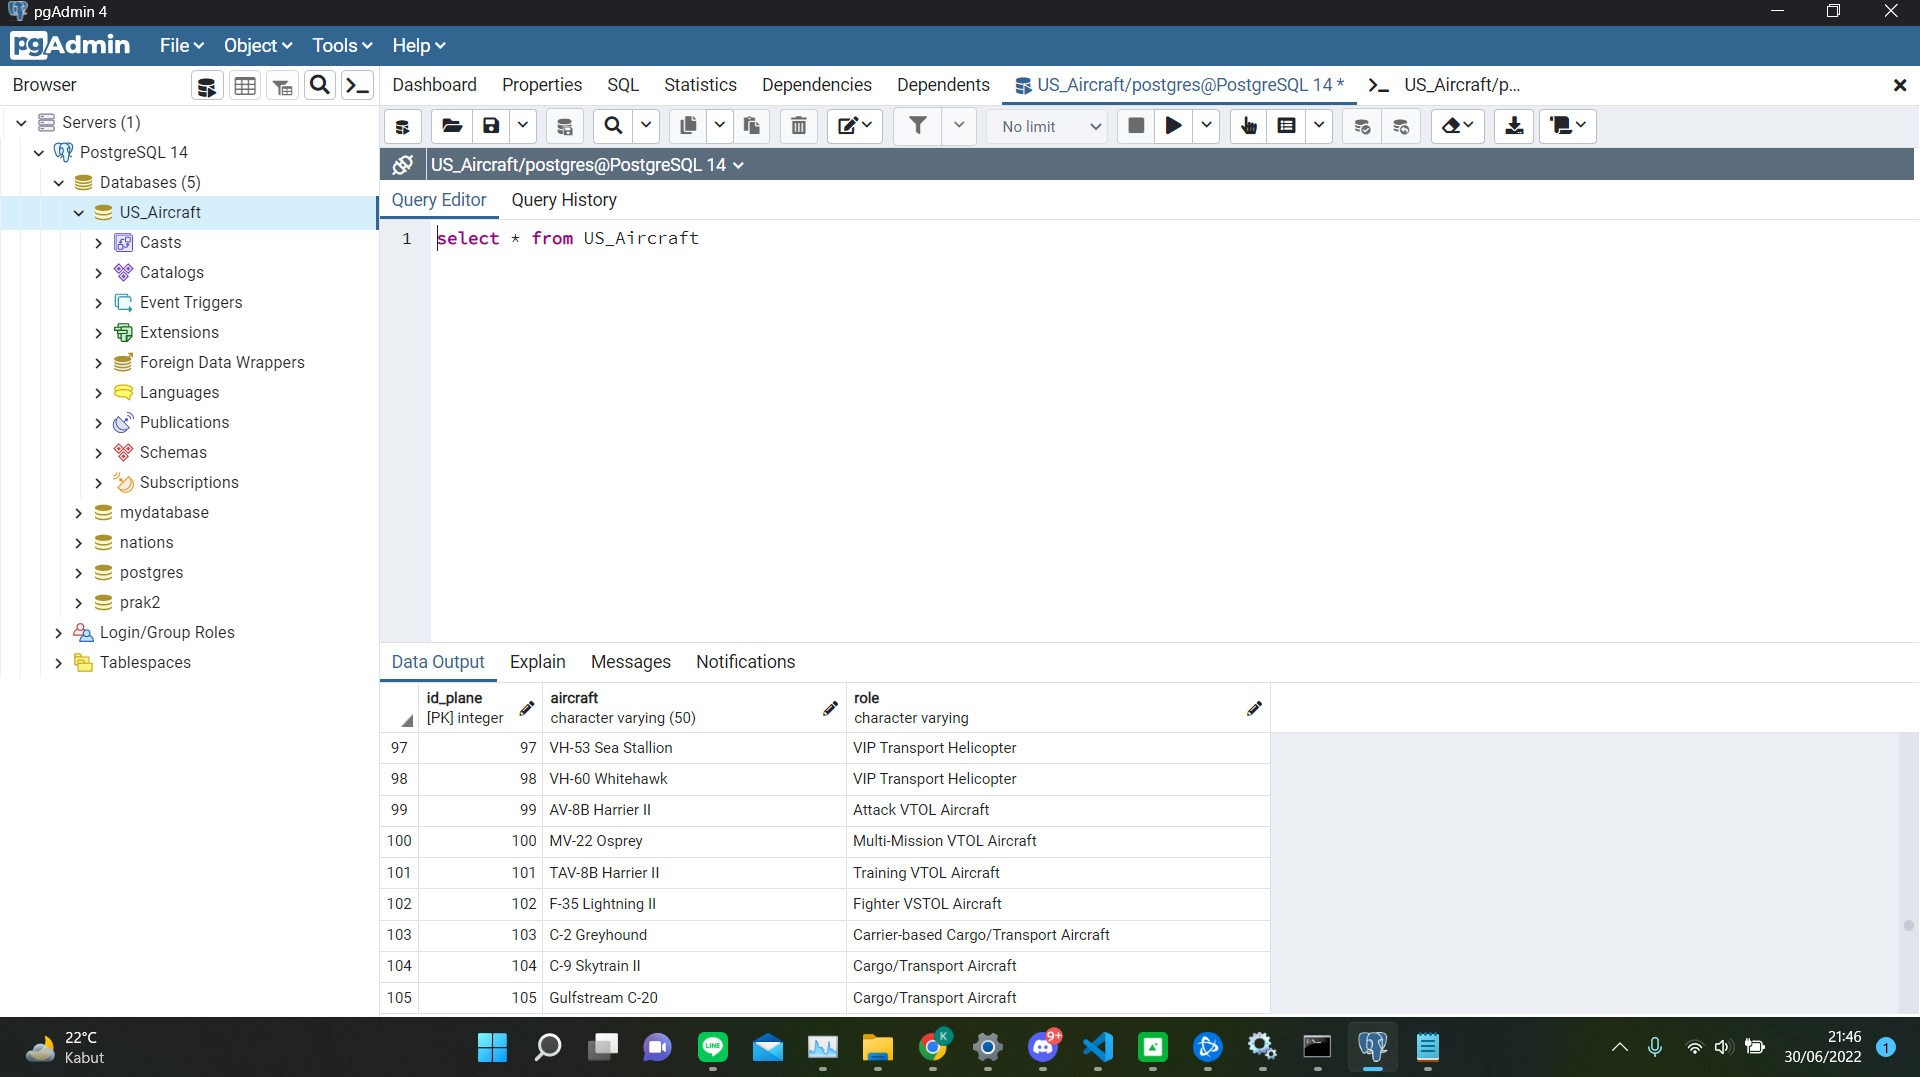 pgAdmin 4
pgAdmin File Object Tools Help
Browser
Dashboard Properties SQL Statistics Dependencies Dependents US_Aircraft/postgres@PostgreSQL 14 * US_Aircraft/p...
Servers (1)
PostgreSQL 14
Databases (5)
US_Aircraft
Casts
Catalogs
Event Triggers
Extensions
Foreign Data Wrappers
Languages
Publications
Schemas
Subscriptions
mydatabase
nations
postgres
prak2
Login/Group Roles
Tablespaces
No limit
US_Aircraft/postgres@PostgreSQL 14
Query Editor Query History
1 select * from US_Aircraft
Data Output Explain Messages Notifications
id_plane aircraft role
[PK] integer character varying (50) character varying
97 97 VH-53 Sea Stallion VIP Transport Helicopter
98 98 VH-60 Whitehawk VIP Transport Helicopter
99 99 AV-8B Harrier II Attack VTOL Aircraft
100 100 MV-22 Osprey Multi-Mission VTOL Aircraft
101 101 TAV-8B Harrier II Training VTOL Aircraft
102 102 F-35 Lightning II Fighter VSTOL Aircraft
103 103 C-2 Greyhound Carrier-based Cargo/Transport Aircraft
104 104 C-9 Skytrain II Cargo/Transport Aircraft
105 105 Gulfstream C-20 Cargo/Transport Aircraft
22°C
Kabut
LINE
K
9+
21:46
30/06/2022
1